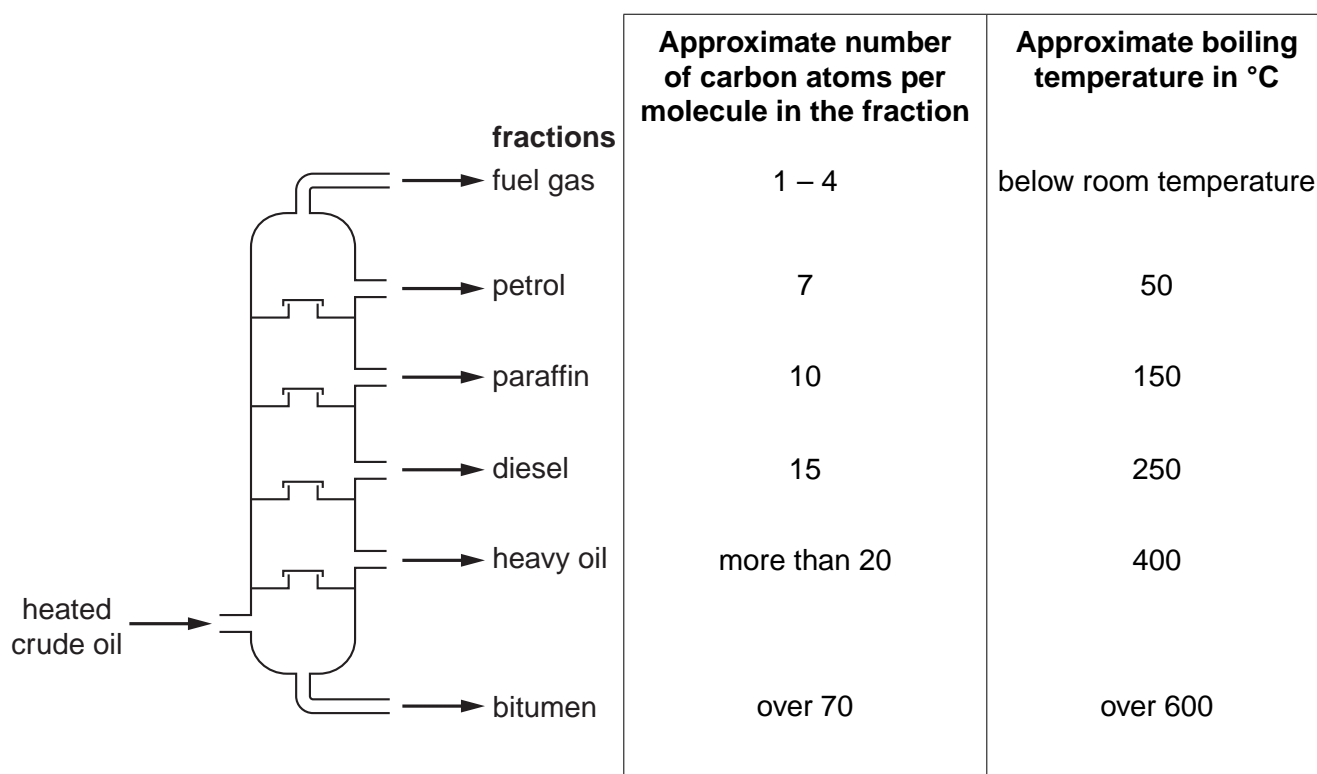 Approximate number
of carbon atoms per
molecule in the fraction
Approximate boiling
temperature in °C
fractions
fuel gas 1 – 4 below room temperature
petrol 7 50
paraffin 10 150
diesel 15 250
heavy oil more than 20 400
heated
crude oil
bitumen over 70 over 600